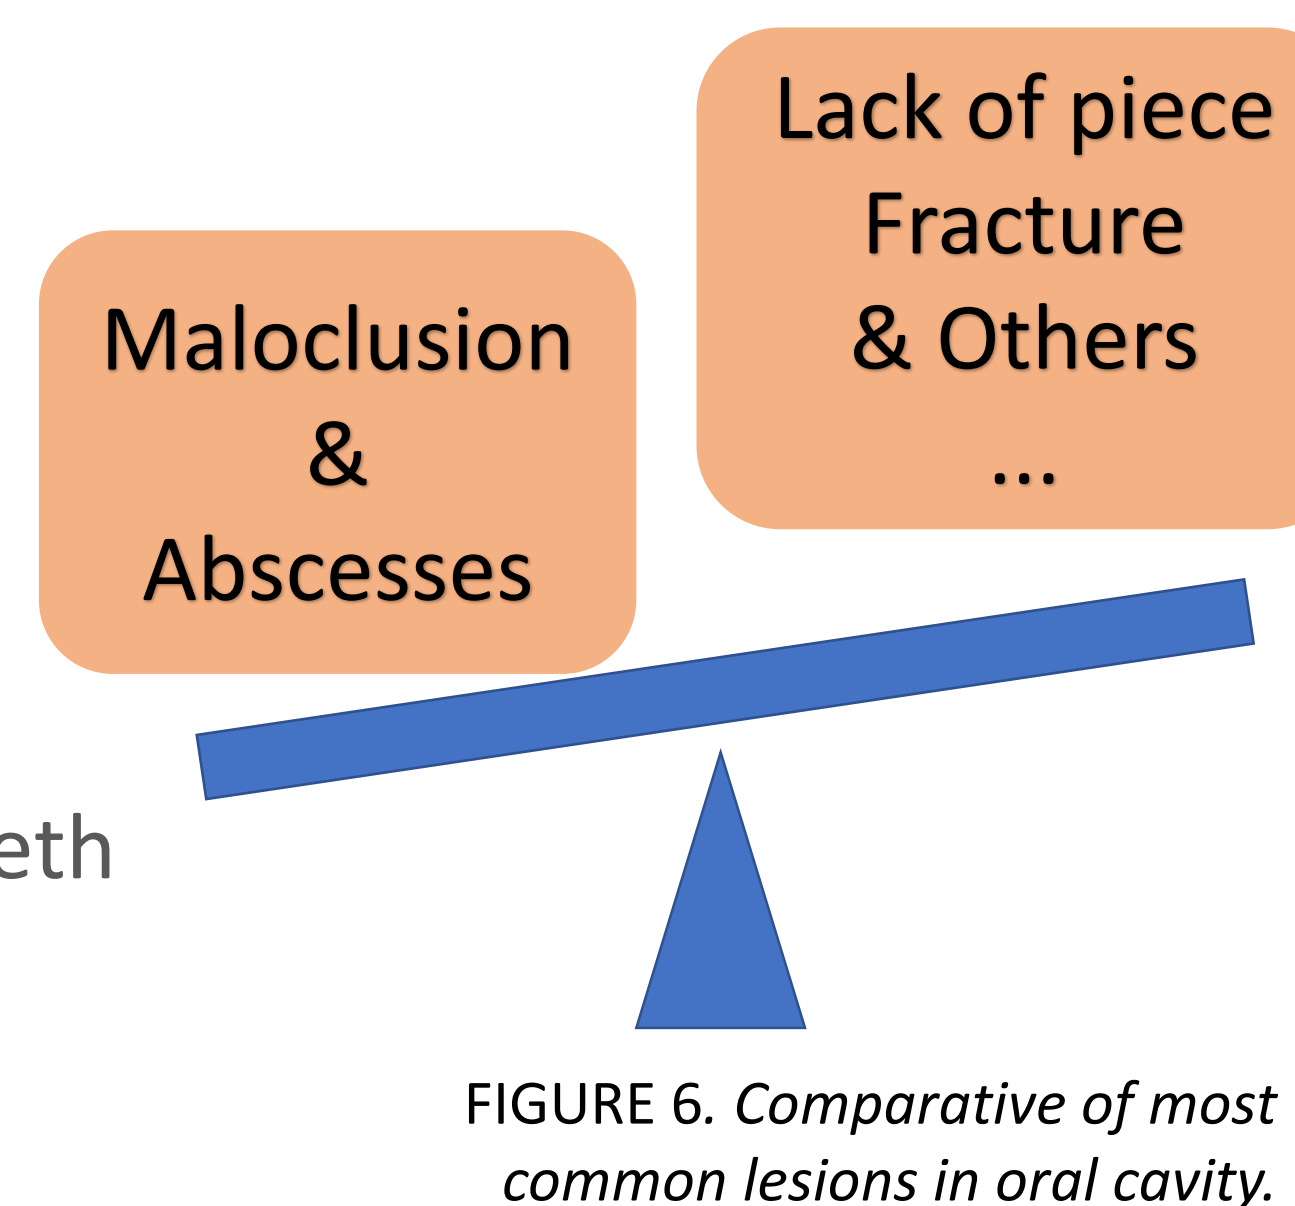 Lack of piece
Fracture
& Others
...
Maloclusion
&
Abscesses
eth
FIGURE 6. Comparative of most
common lesions in oral cavity.